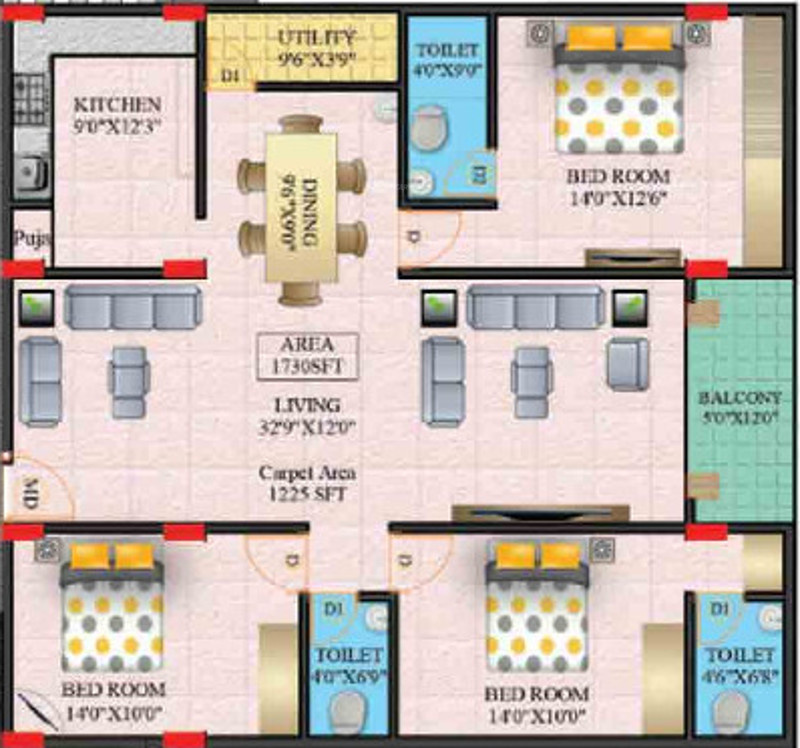 UTILITY
9'6"X3'9"
D1
TOILET
4'0"X9'0"
D2
KITCHEN
9'0"X12'3"
DINING
9'6"X9'0"
BED ROOM
14'0"X12'6"
Puja
D
AREA
1730SFT
LIVING
32'9"X12'0"
Carpet Area
1225 SFT
BALCONY
5'0"X12'0"
MD
D
D
D1
TOILET
4'0"X6'9"
D1
TOILET
4'6"X6'8"
BED ROOM
14'0"X10'0"
BED ROOM
14'0"X10'0"